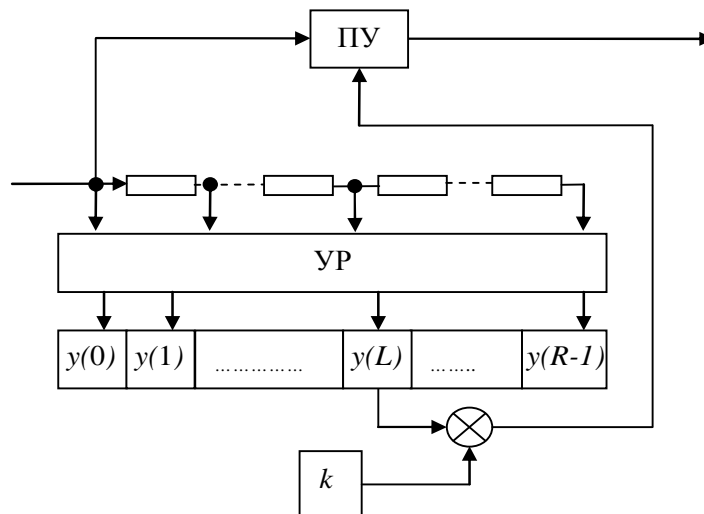 ПУ
УР
y(0) y(1) …………… y(L) …….. y(R-1)
k